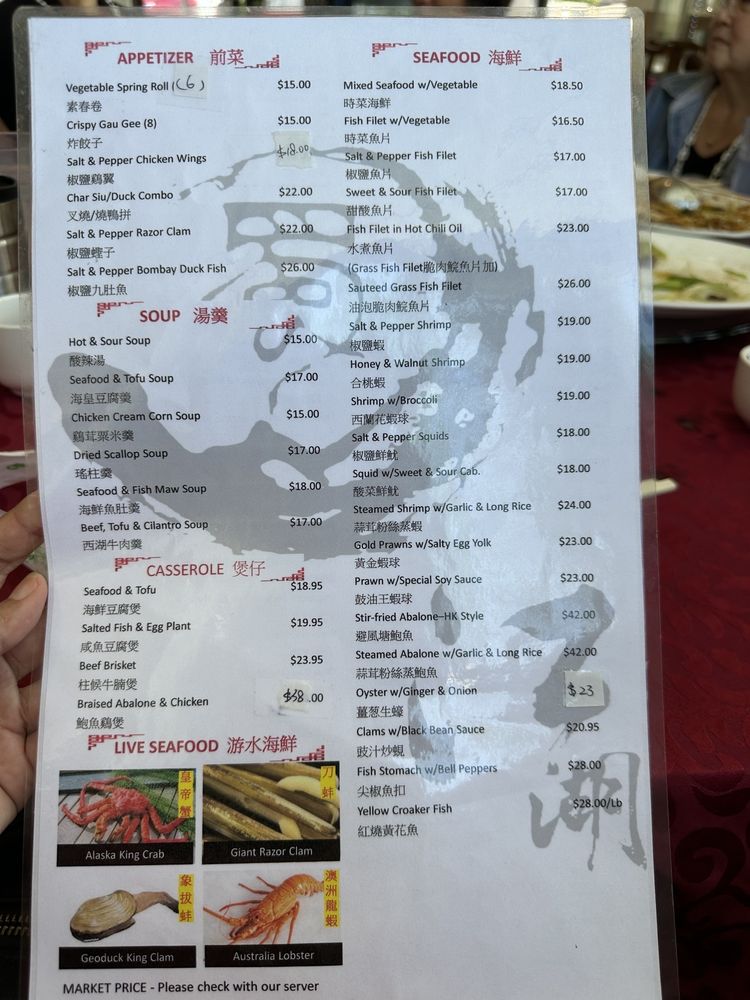 APPETIZER 前菜
Vegetable Spring Roll (6) $15.00
素春卷
Crispy Gau Gee (8) $15.00
炸餃子
Salt & Pepper Chicken Wings $18.00
椒鹽鷄翼
Char Siu/Duck Combo $22.00
叉燒/燒鴨拼
Salt & Pepper Razor Clam $22.00
椒鹽蟶子
Salt & Pepper Bombay Duck Fish $26.00
椒鹽九肚魚
SOUP 湯羹
Hot & Sour Soup $15.00
酸辣湯
Seafood & Tofu Soup $17.00
海皇豆腐羹
Chicken Cream Corn Soup $15.00
鷄茸粟米羹
Dried Scallop Soup $17.00
瑤柱羹
Seafood & Fish Maw Soup $18.00
海鮮魚肚羹
Beef, Tofu & Cilantro Soup $17.00
西湖牛肉羹
CASSEROLE 煲仔
Seafood & Tofu $18.95
海鮮豆腐煲
Salted Fish & Egg Plant $19.95
咸魚豆腐煲
Beef Brisket $23.95
柱候牛腩煲
Braised Abalone & Chicken $38.00
鮑魚鷄煲
LIVE SEAFOOD 游水海鮮
皇帝蟹
Alaska King Crab
刀蚌
Giant Razor Clam
象拔蚌
Geoduck King Clam
澳洲龍蝦
Australia Lobster
MARKET PRICE - Please check with our server
SEAFOOD 海鮮
Mixed Seafood w/Vegetable $18.50
時菜海鮮
Fish Filet w/Vegetable $16.50
時菜魚片
Salt & Pepper Fish Filet $17.00
椒鹽魚片
Sweet & Sour Fish Filet $17.00
甜酸魚片
Fish Filet in Hot Chili Oil $23.00
水煮魚片
(Grass Fish Filet脆肉鯇魚片加)
Sauteed Grass Fish Filet $26.00
油泡脆肉鯇魚片
Salt & Pepper Shrimp $19.00
椒鹽蝦
Honey & Walnut Shrimp $19.00
合桃蝦
Shrimp w/Broccoli $19.00
西蘭花蝦球
Salt & Pepper Squids $18.00
椒鹽鮮魷
Squid w/Sweet & Sour Cab. $18.00
酸菜鮮魷
Steamed Shrimp w/Garlic & Long Rice $24.00
蒜茸粉絲蒸蝦
Gold Prawns w/Salty Egg Yolk $23.00
黃金蝦球
Prawn w/Special Soy Sauce $23.00
鼓油王蝦球
Stir-fried Abalone–HK Style $42.00
避風塘鮑魚
Steamed Abalone w/Garlic & Long Rice $42.00
蒜茸粉絲蒸鮑魚
Oyster w/Ginger & Onion $23
薑葱生蠔
Clams w/Black Bean Sauce $20.95
豉汁炒蜆
Fish Stomach w/Bell Peppers $28.00
尖椒魚扣
Yellow Croaker Fish $28.00/Lb
紅燒黃花魚